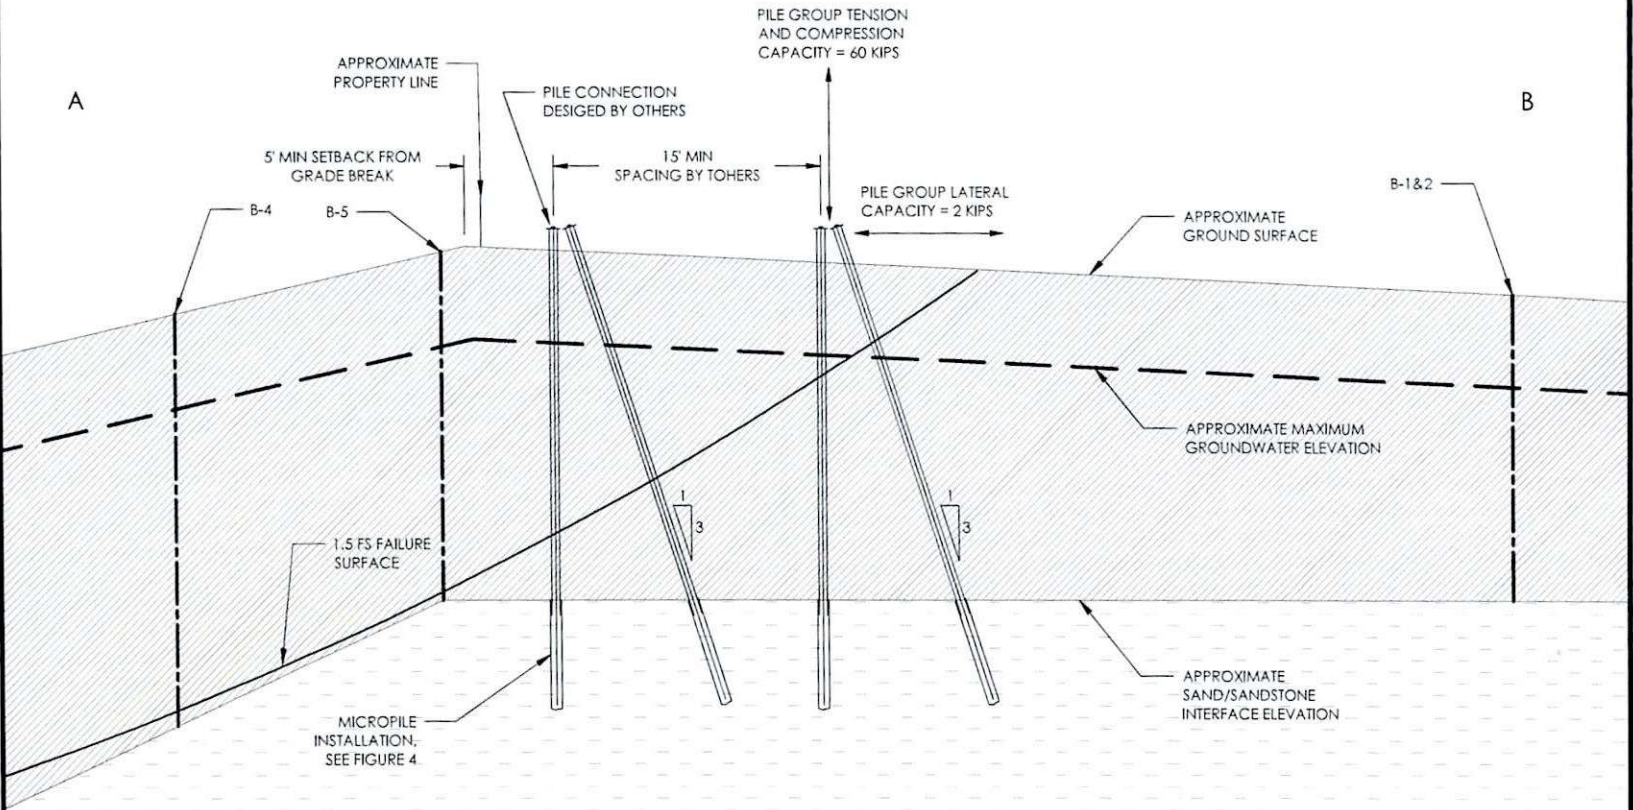 PILE GROUP TENSION
AND COMPRESSION
CAPACITY = 60 KIPS
APPROXIMATE
PROPERTY LINE
A
PILE CONNECTION
DESIGED BY OTHERS
B
5' MIN SETBACK FROM
GRADE BREAK
15' MIN
SPACING BY TOHERS
PILE GROUP LATERAL
CAPACITY = 2 KIPS
B-1&2
B-4
B-5
APPROXIMATE
GROUND SURFACE
APPROXIMATE MAXIMUM
GROUNDWATER ELEVATION
1
3
1
3
1.5 FS FAILURE
SURFACE
APPROXIMATE
SAND/SANDSTONE
INTERFACE ELEVATION
MICROPILE
INSTALLATION,
SEE FIGURE 4